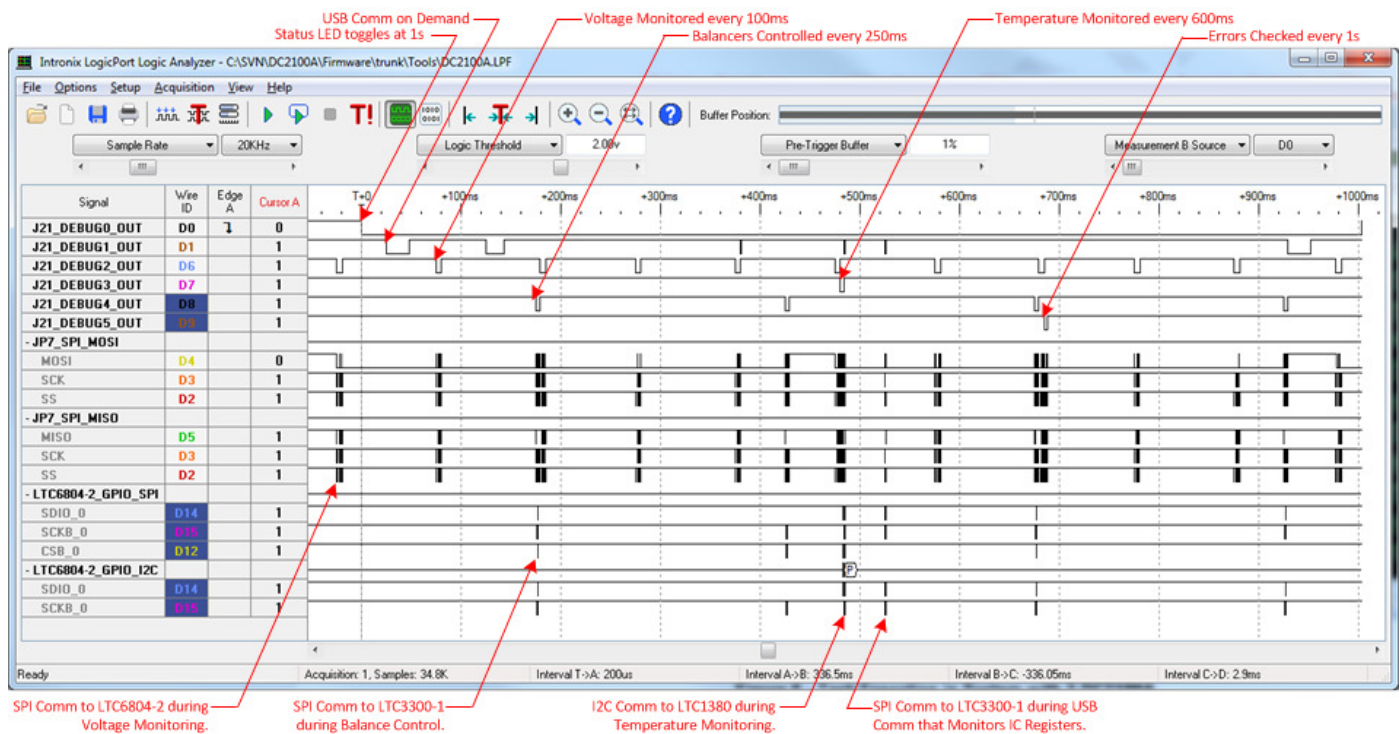 USB Comm on Demand
Status LED toggles at 1s
Voltage Monitored every 100ms
Balancers Controlled every 250ms
Temperature Monitored every 600ms
Errors Checked every 1s
Intronix LogicPort Logic Analyzer - C:\SVN\DC2100A\Firmware\trunk\Tools\DC2100A.LPF
File Options Setup Acquisition View Help
Buffer Position:
Sample Rate 20KHz Logic Threshold 2.00v Pre-Trigger Buffer 1% Measurement B Source D0
Signal Wire ID Edge A Cursor A T+0 +100ms +200ms +300ms +400ms +500ms +600ms +700ms +800ms +900ms +1000ms
J21_DEBUG0_OUT D0 0
J21_DEBUG1_OUT D1 1
J21_DEBUG2_OUT D6 1
J21_DEBUG3_OUT D7 1
J21_DEBUG4_OUT D8 1
J21_DEBUG5_OUT D9 1
- JP7_SPI_MOSI
MOSI D4 0
SCK D3 1
SS D2 1
- JP7_SPI_MISO
MISO D5 1
SCK D3 1
SS D2 1
- LTC6804-2_GPIO_SPI
SDIO_0 D14 1
SCKB_0 D15 1
CSB_0 D12 1
- LTC6804-2_GPIO_I2C P
SDIO_0 D14 1
SCKB_0 D15 1
Ready Acquisition: 1, Samples: 34.8K Interval T->A: 200us Interval A->B: 336.5ms Interval B->C: -336.05ms Interval C->D: 2.9ms
SPI Comm to LTC6804-2 during
Voltage Monitoring.
SPI Comm to LTC3300-1
during Balance Control.
I2C Comm to LTC1380 during
Temperature Monitoring.
SPI Comm to LTC3300-1 during USB
Comm that Monitors IC Registers.